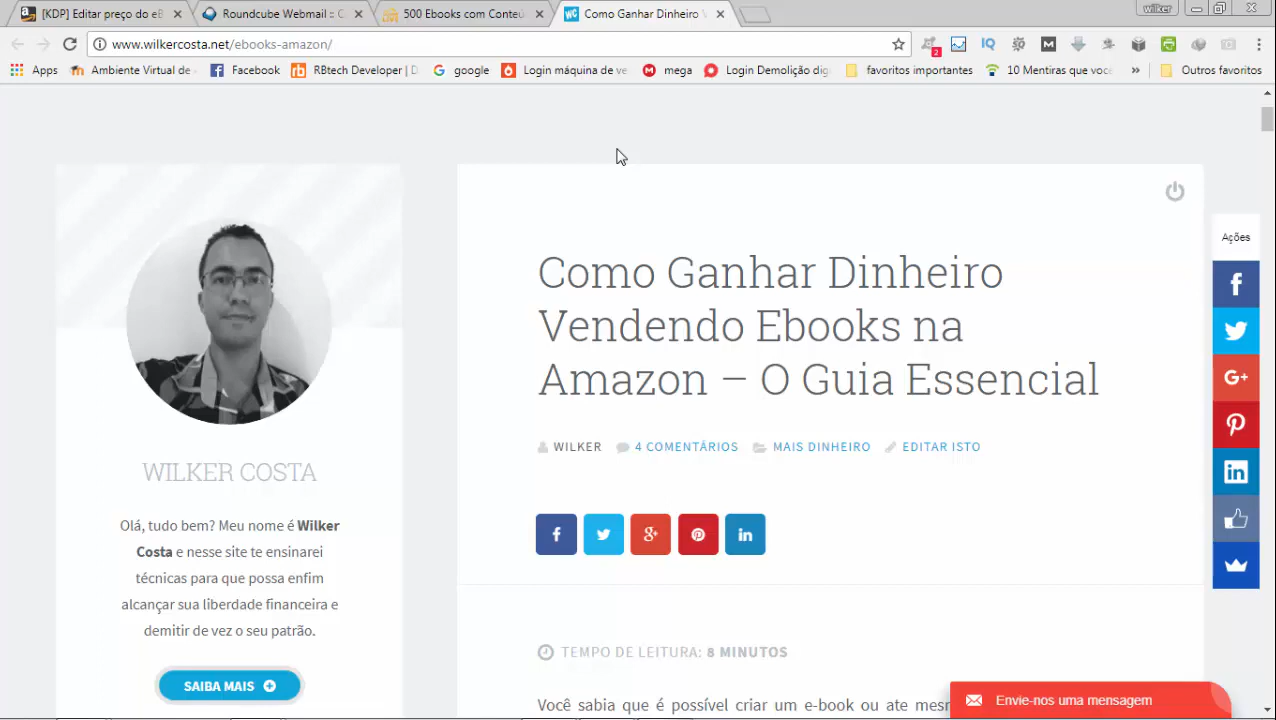 [KDP] Editar preço do eB
Roundcube Webmail :: C
500 Ebooks com Conteú
Como Ganhar Dinheiro V
wilker
www.wilkercosta.net/ebooks-amazon/
2
IQ
M
Apps
Ambiente Virtual de
Facebook
RBtech Developer | D
google
Login máquina de ve
mega
Login Demolição digi
favoritos importantes
10 Mentiras que você
»
Outros favoritos
WILKER COSTA
Olá, tudo bem? Meu nome é Wilker
Costa e nesse site te ensinarei
técnicas para que possa enfim
alcançar sua liberdade financeira e
demitir de vez o seu patrão.
SAIBA MAIS
Como Ganhar Dinheiro
Vendendo Ebooks na
Amazon – O Guia Essencial
WILKER 4 COMENTÁRIOS MAIS DINHEIRO EDITAR ISTO
TEMPO DE LEITURA: 8 MINUTOS
Você sabia que é possível criar um e-book ou ate
Ações
Envie-nos uma mensagem